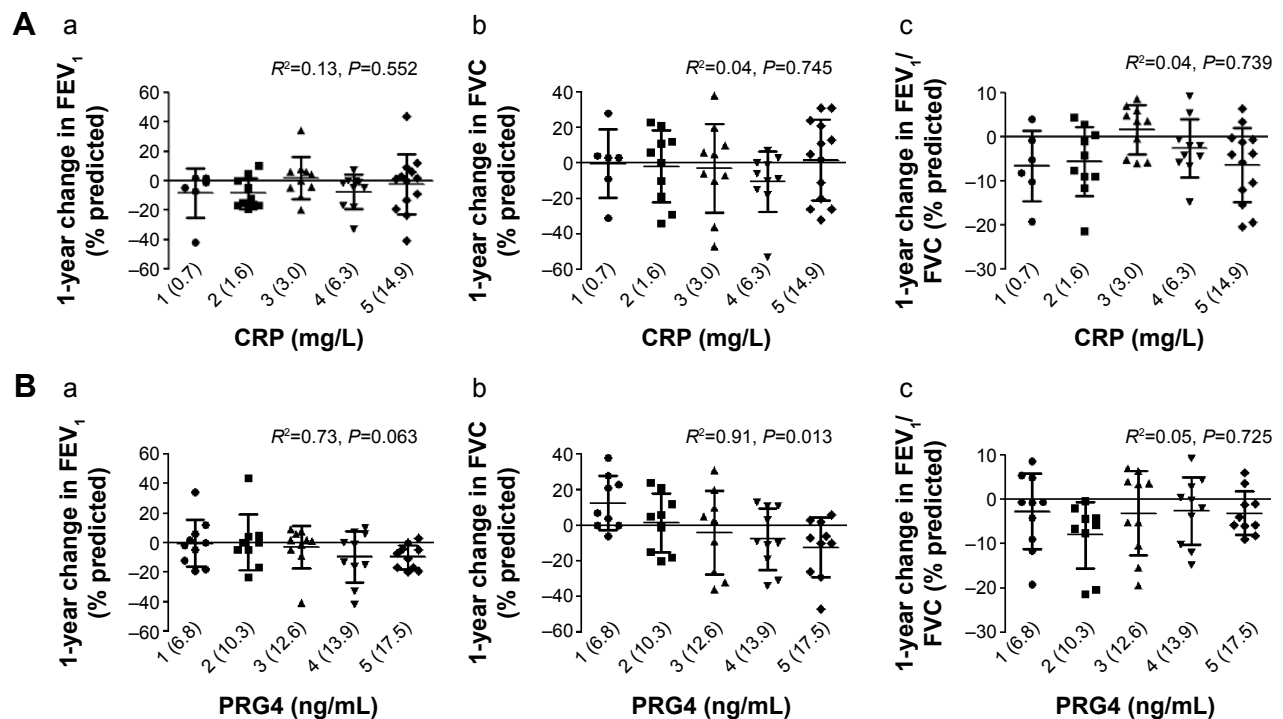 A
a
1-year change in FEV₁
(% predicted)
R²=0.13, P=0.552
60
40
20
0
–20
–40
–60
1 (0.7)
2 (1.6)
3 (3.0)
4 (6.3)
5 (14.9)
CRP (mg/L)
b
1-year change in FVC
(% predicted)
R²=0.04, P=0.745
40
20
0
–20
–40
–60
1 (0.7)
2 (1.6)
3 (3.0)
4 (6.3)
5 (14.9)
CRP (mg/L)
c
1-year change in FEV₁/
FVC (% predicted)
R²=0.04, P=0.739
10
0
–10
–20
–30
1 (0.7)
2 (1.6)
3 (3.0)
4 (6.3)
5 (14.9)
CRP (mg/L)
B
a
1-year change in FEV₁
(% predicted)
R²=0.73, P=0.063
60
40
20
0
–20
–40
–60
1 (6.8)
2 (10.3)
3 (12.6)
4 (13.9)
5 (17.5)
PRG4 (ng/mL)
b
1-year change in FVC
(% predicted)
R²=0.91, P=0.013
40
20
0
–20
–40
–60
1 (6.8)
2 (10.3)
3 (12.6)
4 (13.9)
5 (17.5)
PRG4 (ng/mL)
c
1-year change in FEV₁/
FVC (% predicted)
R²=0.05, P=0.725
10
0
–10
–20
–30
1 (6.8)
2 (10.3)
3 (12.6)
4 (13.9)
5 (17.5)
PRG4 (ng/mL)